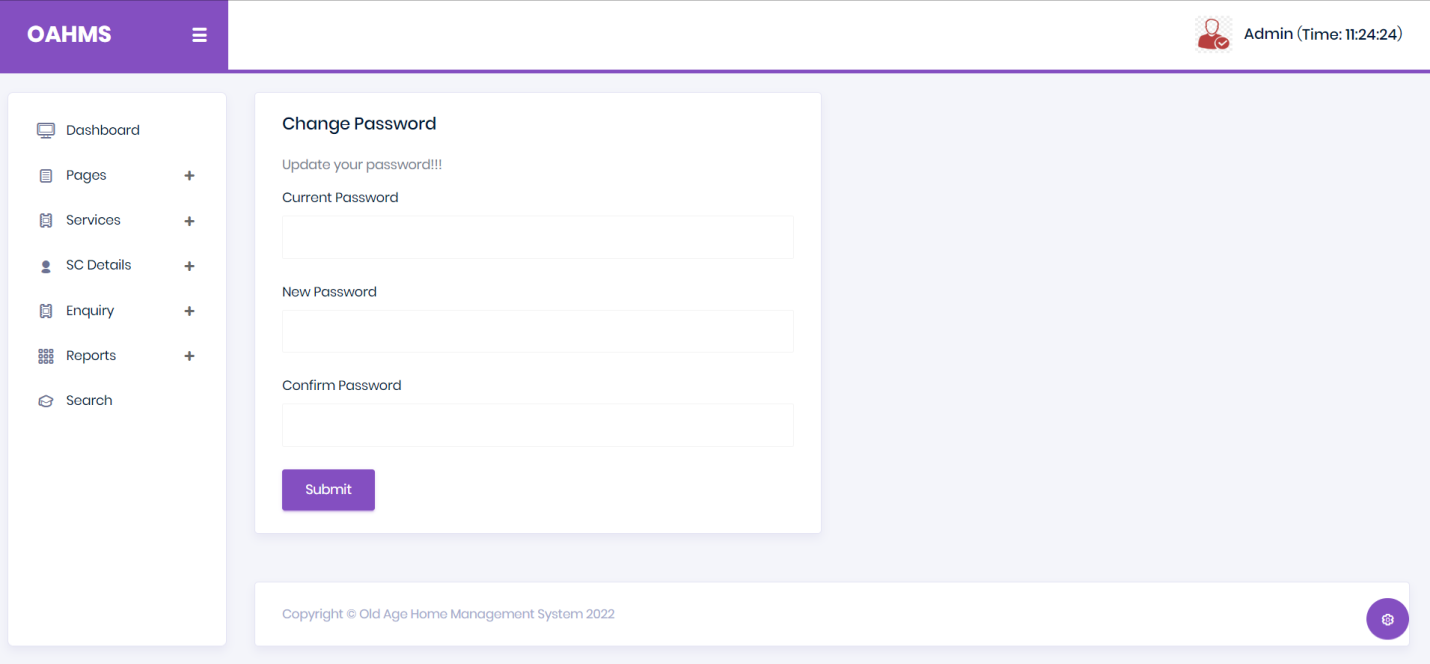 OAHMS
Admin (Time: 11:24:24)
Dashboard
Pages +
Services +
SC Details +
Enquiry +
Reports +
Search
Change Password
Update your password!!!
Current Password
New Password
Confirm Password
Submit
Copyright © Old Age Home Management System 2022